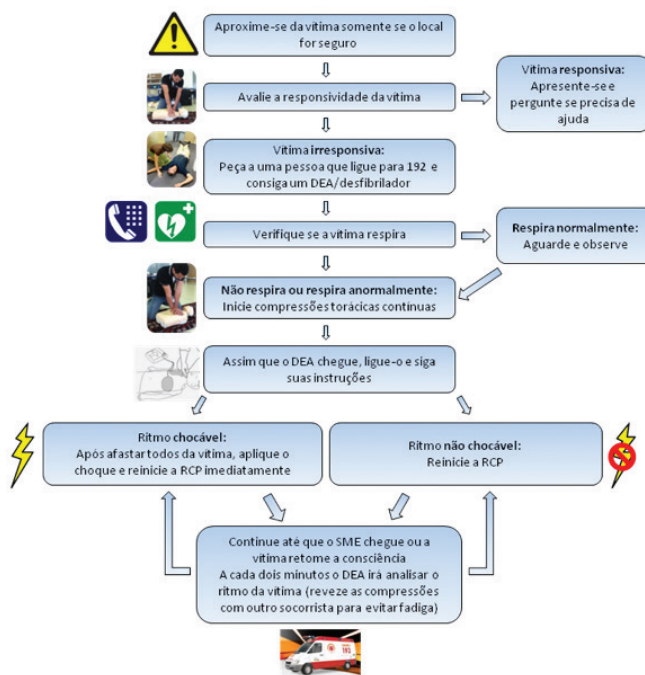 Aproxime-se da vítima somente se o local
for seguro
Avalie a responsividade da vítima
Vítima responsiva:
Apresente-se e
pergunte se precisa de
ajuda
Vítima irresponsiva:
Peça a uma pessoa que ligue para 192 e
consiga um DEA/desfibrilador
Verifique se a vítima respira
Respira normalmente:
Aguarde e observe
Não respira ou respira anormalmente:
Inicie compressões torácicas contínuas
Assim que o DEA chegue, ligue-o e siga
suas instruções
Ritmo chocável:
Após afastar todos da vítima, aplique o
choque e reinicie a RCP imediatamente
Ritmo não chocável:
Reinicie a RCP
Continue até que o SME chegue ou a
vítima retome a consciência
A cada dois minutos o DEA irá analisar o
ritmo da vítima (reveze as compressões
com outro socorrista para evitar fadiga)
192